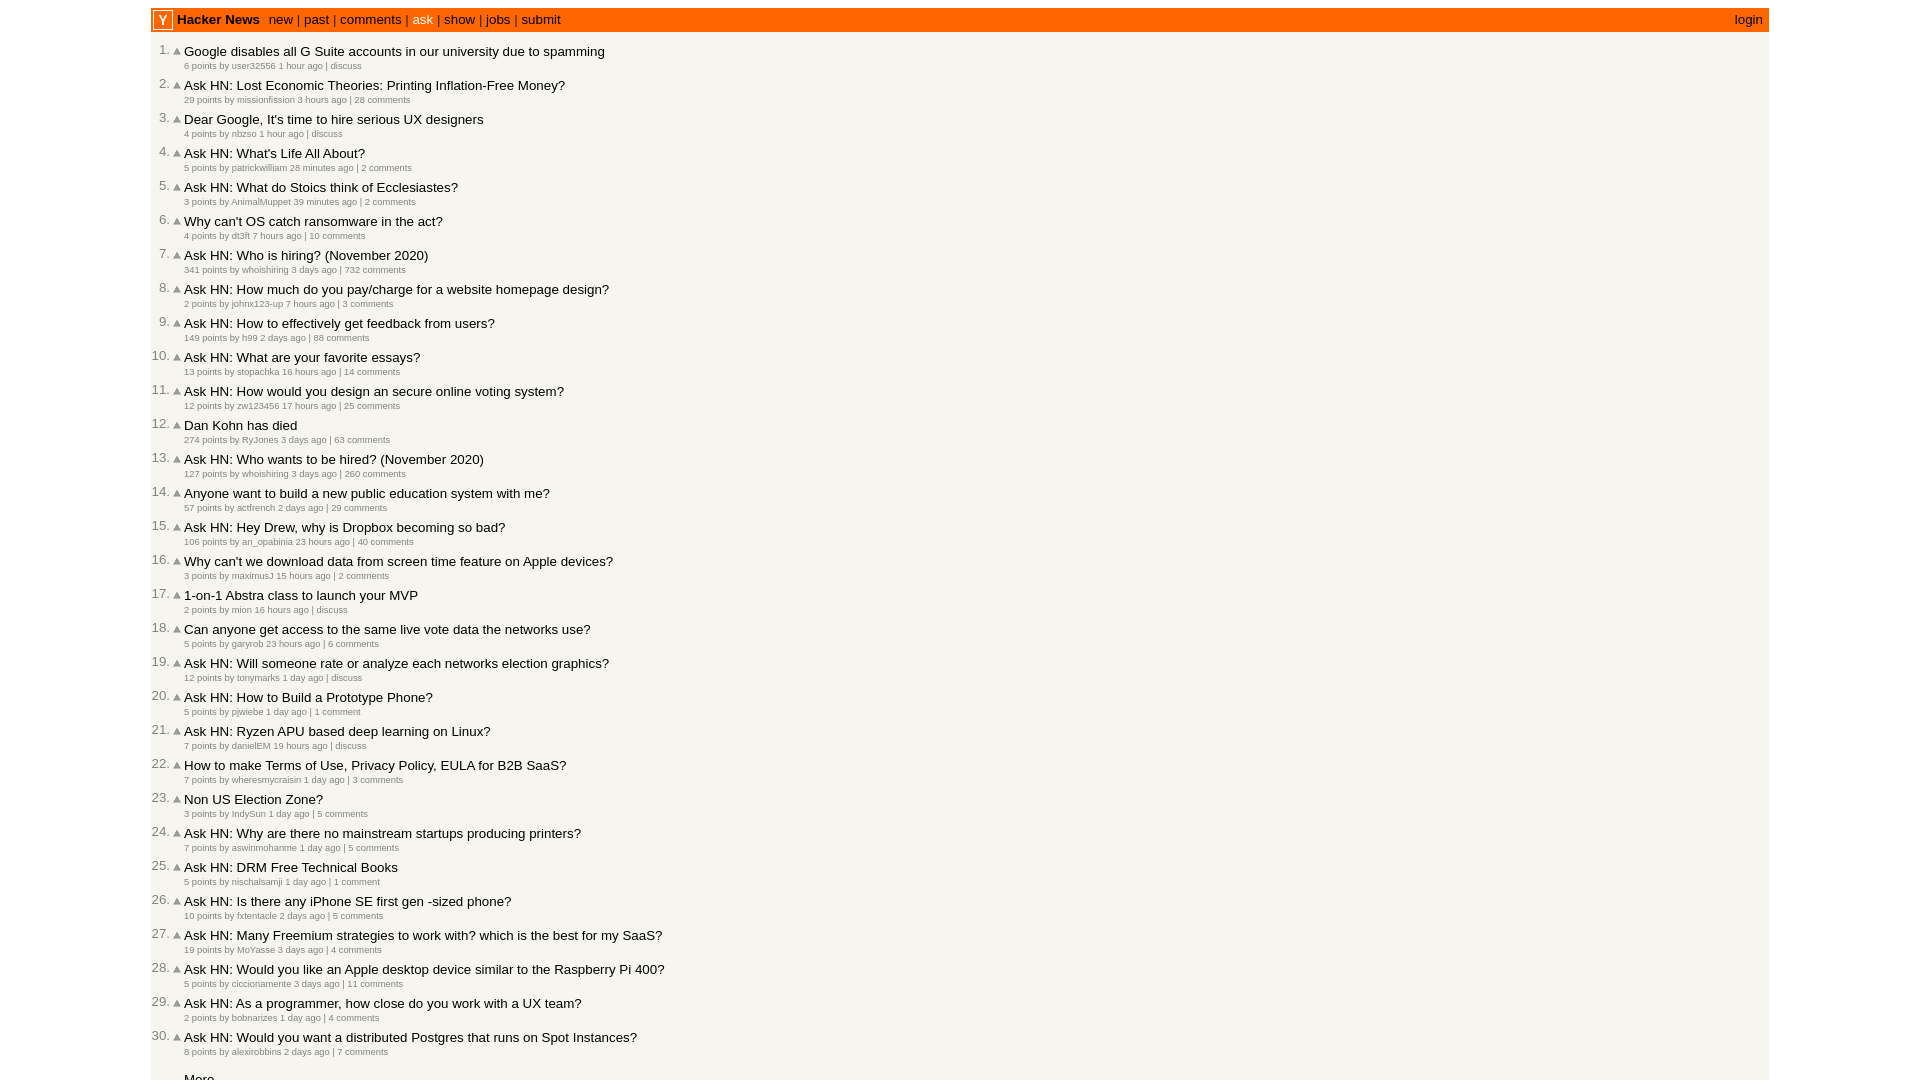 Y Hacker News new | past | comments | ask | show | jobs | submit login
1. Google disables all G Suite accounts in our university due to spamming
6 points by user32556 1 hour ago | discuss
2. Ask HN: Lost Economic Theories: Printing Inflation-Free Money?
29 points by missionfission 3 hours ago | 28 comments
3. Dear Google, It's time to hire serious UX designers
4 points by nbzso 1 hour ago | discuss
4. Ask HN: What's Life All About?
5 points by patrickwilliam 28 minutes ago | 2 comments
5. Ask HN: What do Stoics think of Ecclesiastes?
3 points by AnimalMuppet 39 minutes ago | 2 comments
6. Why can't OS catch ransomware in the act?
4 points by dt3ft 7 hours ago | 10 comments
7. Ask HN: Who is hiring? (November 2020)
341 points by whoishiring 3 days ago | 732 comments
8. Ask HN: How much do you pay/charge for a website homepage design?
2 points by johnx123-up 7 hours ago | 3 comments
9. Ask HN: How to effectively get feedback from users?
149 points by h99 2 days ago | 88 comments
10. Ask HN: What are your favorite essays?
13 points by stopachka 16 hours ago | 14 comments
11. Ask HN: How would you design an secure online voting system?
12 points by zw123456 17 hours ago | 25 comments
12. Dan Kohn has died
274 points by RyJones 3 days ago | 63 comments
13. Ask HN: Who wants to be hired? (November 2020)
127 points by whoishiring 3 days ago | 260 comments
14. Anyone want to build a new public education system with me?
57 points by actfrench 2 days ago | 29 comments
15. Ask HN: Hey Drew, why is Dropbox becoming so bad?
106 points by an_opabinia 23 hours ago | 40 comments
16. Why can't we download data from screen time feature on Apple devices?
3 points by maximusJ 15 hours ago | 2 comments
17. 1-on-1 Abstra class to launch your MVP
2 points by mion 16 hours ago | discuss
18. Can anyone get access to the same live vote data the networks use?
5 points by garyrob 23 hours ago | 6 comments
19. Ask HN: Will someone rate or analyze each networks election graphics?
12 points by tonymarks 1 day ago | discuss
20. Ask HN: How to Build a Prototype Phone?
5 points by pjwiebe 1 day ago | 1 comment
21. Ask HN: Ryzen APU based deep learning on Linux?
7 points by danielEM 19 hours ago | discuss
22. How to make Terms of Use, Privacy Policy, EULA for B2B SaaS?
7 points by wheresmycraisin 1 day ago | 3 comments
23. Non US Election Zone?
3 points by IndySun 1 day ago | 5 comments
24. Ask HN: Why are there no mainstream startups producing printers?
7 points by aswinmohanme 1 day ago | 5 comments
25. Ask HN: DRM Free Technical Books
5 points by nischalsamji 1 day ago | 1 comment
26. Ask HN: Is there any iPhone SE first gen -sized phone?
10 points by fxtentacle 2 days ago | 5 comments
27. Ask HN: Many Freemium strategies to work with? which is the best for my SaaS?
19 points by MoYasse 3 days ago | 4 comments
28. Ask HN: Would you like an Apple desktop device similar to the Raspberry Pi 400?
5 points by ciccionamente 3 days ago | 11 comments
29. Ask HN: As a programmer, how close do you work with a UX team?
2 points by bobnarizes 1 day ago | 4 comments
30. Ask HN: Would you want a distributed Postgres that runs on Spot Instances?
8 points by alexirobbins 2 days ago | 7 comments
More